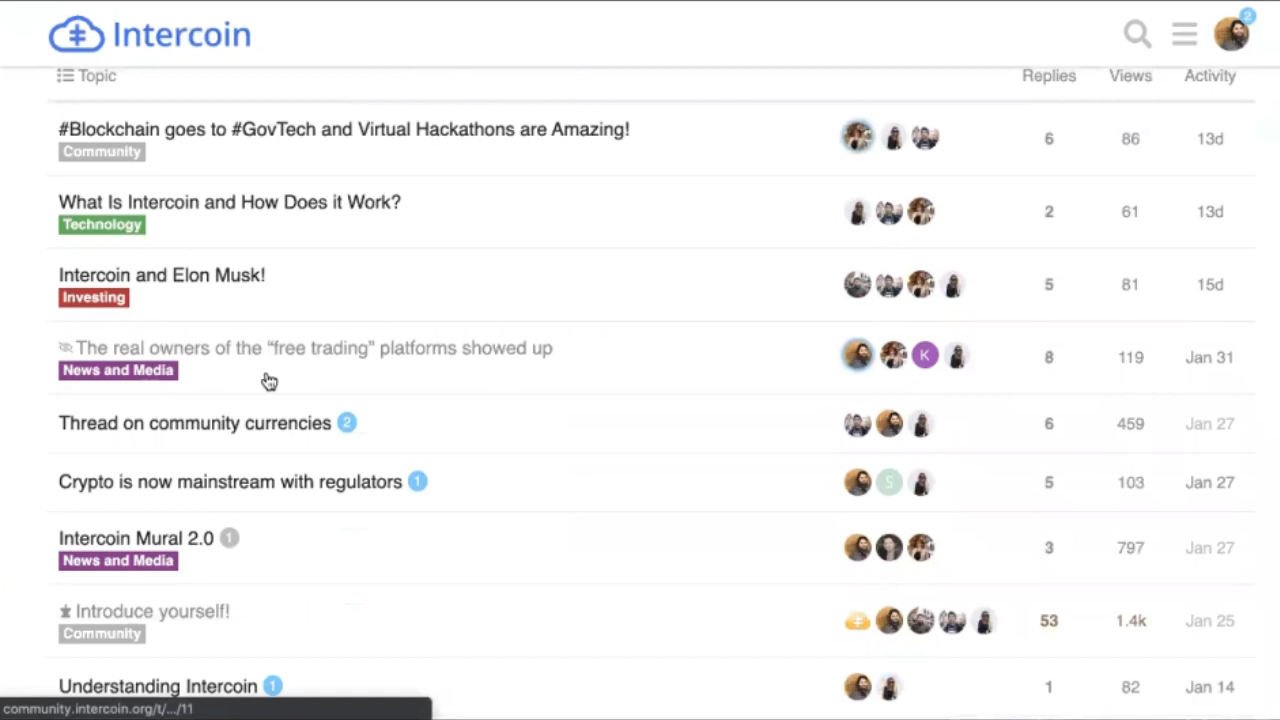 Intercoin
2
Topic Replies Views Activity
#Blockchain goes to #GovTech and Virtual Hackathons are Amazing! 6 86 13d
Community
What Is Intercoin and How Does it Work? 2 61 13d
Technology
Intercoin and Elon Musk! 5 81 15d
Investing
The real owners of the “free trading” platforms showed up K 8 119 Jan 31
News and Media
Thread on community currencies 2 6 459 Jan 27
Crypto is now mainstream with regulators 1 S 5 103 Jan 27
Intercoin Mural 2.0 1 3 797 Jan 27
News and Media
Introduce yourself! 53 1.4k Jan 25
Community
Understanding Intercoin 1 1 82 Jan 14
community.intercoin.org/t/.../11